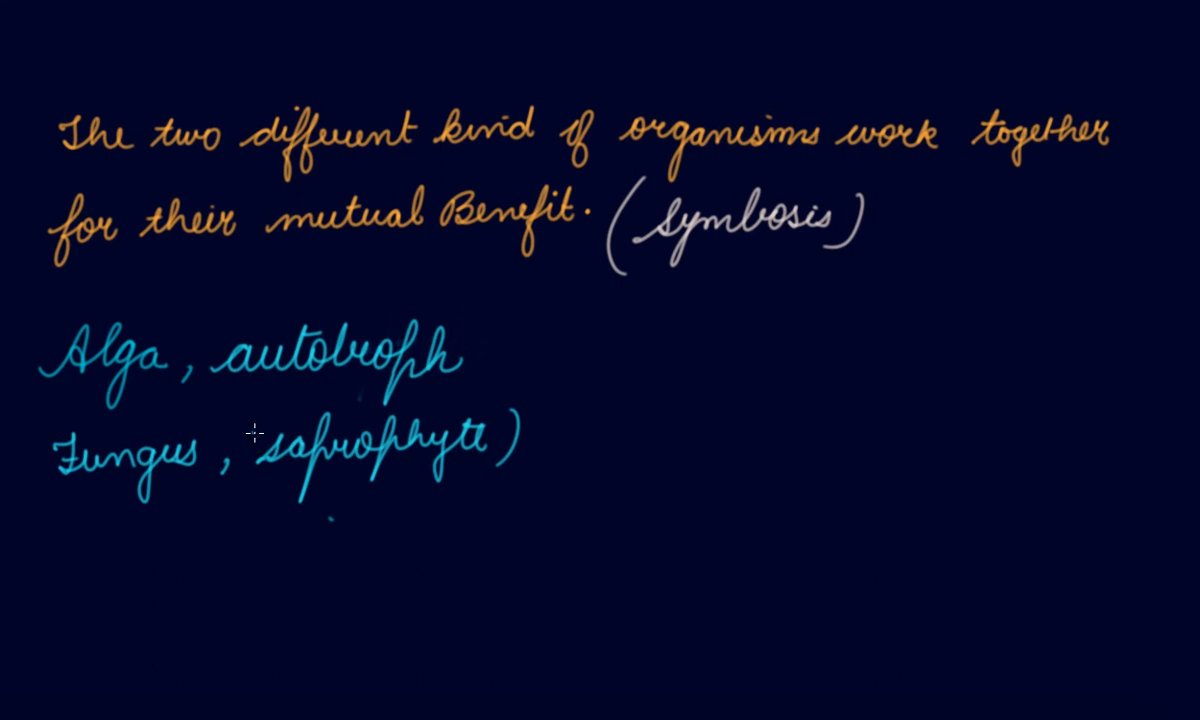 The two different kind of organisms work together
for their mutual Benefit. (Symbosis)
Alga, autotroph
Fungus, saprophyte)